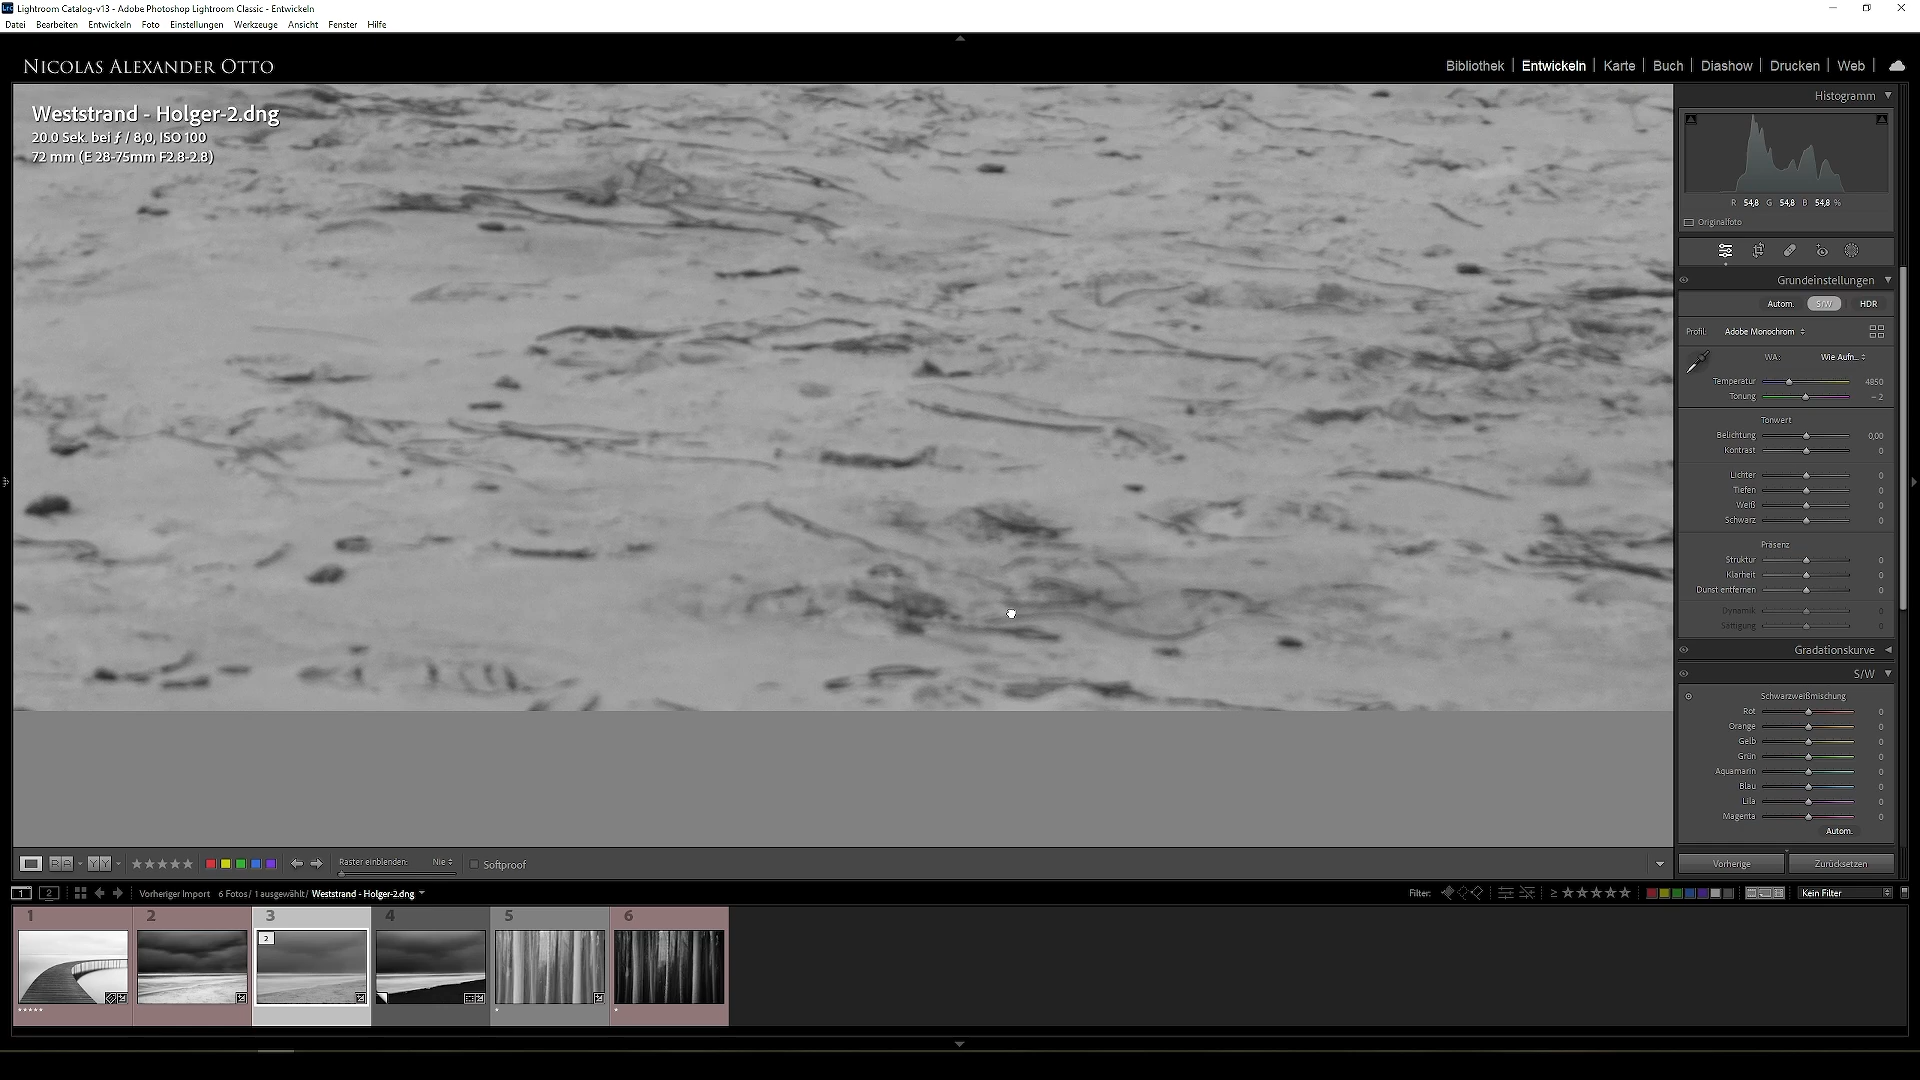 Lightroom Catalog-v13 - Adobe Photoshop Lightroom Classic - Entwickeln
Datei Bearbeiten Entwickeln Foto Einstellungen Werkzeuge Ansicht Fenster Hilfe
Nicolas Alexander Otto
Bibliothek | Entwickeln | Karte | Buch | Diashow | Drucken | Web |
Weststrand - Holger-2.dng
20.0 Sek. bei ƒ / 8,0, ISO 100
72 mm (E 28-75mm F2.8-2.8)
Histogramm
R 54,8 G 54,8 B 54,8 %
Originalfoto
Grundeinstellungen
Autom. S/W HDR
Profil: Adobe Monochrom
WA: Wie Aufn...
Temperatur 4850
Tonung - 2
Tonwert
Belichtung 0,00
Kontrast 0
Lichter 0
Tiefen 0
Weiß 0
Schwarz 0
Präsenz
Struktur 0
Klarheit 0
Dunst entfernen 0
Dynamik 0
Sättigung 0
Gradationskurve
S/W
Schwarzweißmischung
Rot 0
Orange 0
Gelb 0
Grün 0
Aquamarin 0
Blau 0
Lila 0
Magenta 0
Autom.
Vorherige Zurücksetzen
R A Y Y Raster einblenden: Nie Softproof
1 2 Vorheriger Import 6 Fotos / 1 ausgewählt / Weststrand - Holger-2.dng Filter: Kein Filter
1 2 3 4 5 6
2